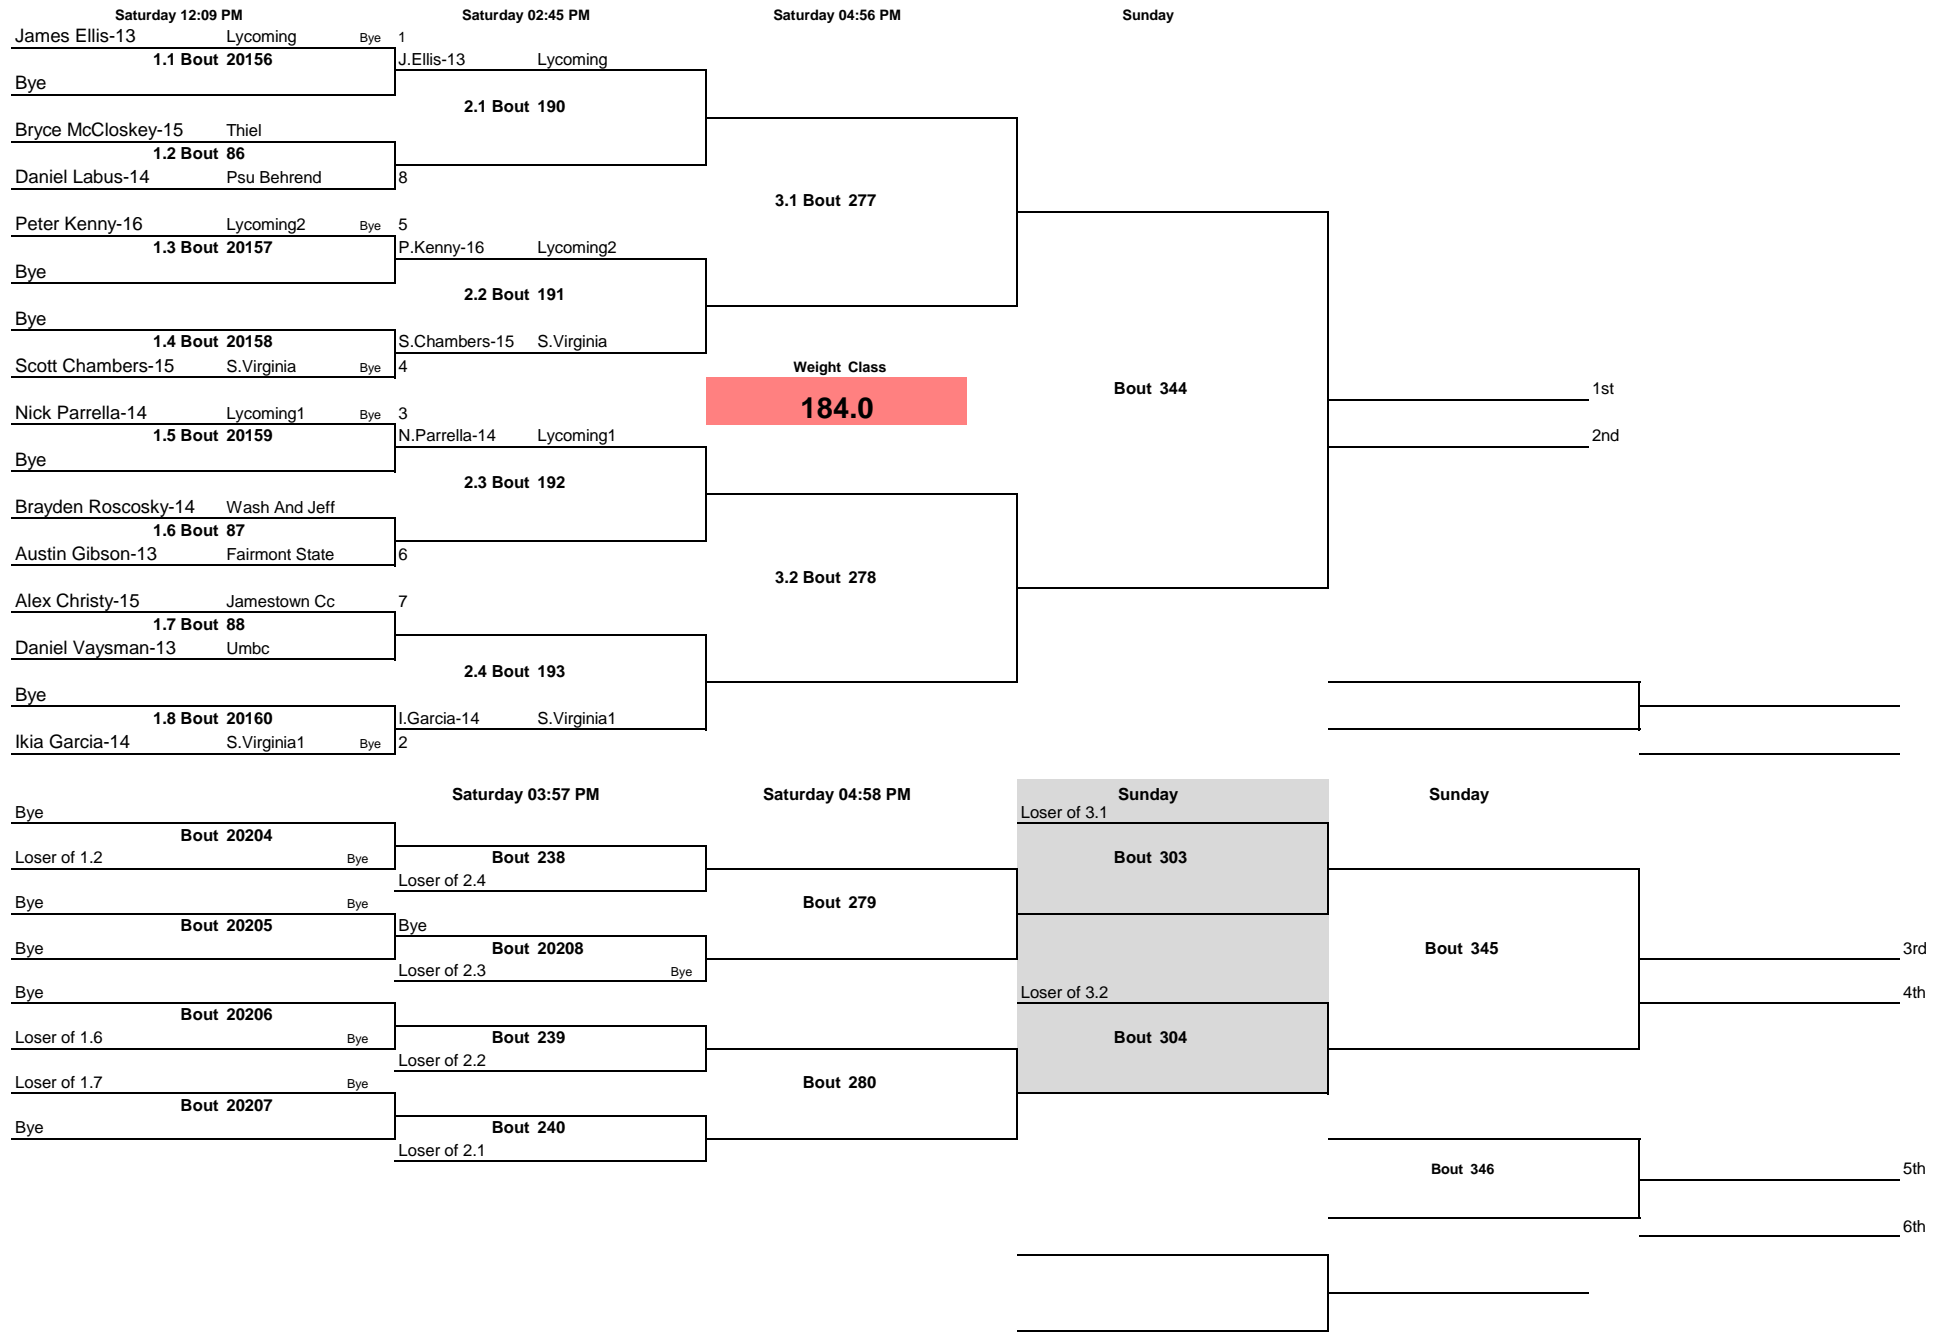 Saturday 12:09 PM Saturday 02:45 PM Saturday 04:56 PM Sunday
James Ellis-13 Lycoming Bye 1
1.1 Bout 20156 J.Ellis-13 Lycoming
Bye
2.1 Bout 190
Bryce McCloskey-15 Thiel
1.2 Bout 86
Daniel Labus-14 Psu Behrend 8
3.1 Bout 277
Peter Kenny-16 Lycoming2 Bye 5
1.3 Bout 20157 P.Kenny-16 Lycoming2
Bye
2.2 Bout 191
Bye
1.4 Bout 20158 S.Chambers-15 S.Virginia
Scott Chambers-15 S.Virginia Bye 4 Weight Class
Bout 344 1st
184.0
Nick Parrella-14 Lycoming1 Bye 3
1.5 Bout 20159 N.Parrella-14 Lycoming1 2nd
Bye
2.3 Bout 192
Brayden Roscosky-14 Wash And Jeff
1.6 Bout 87
Austin Gibson-13 Fairmont State 6
3.2 Bout 278
Alex Christy-15 Jamestown Cc 7
1.7 Bout 88
Daniel Vaysman-13 Umbc
2.4 Bout 193
Bye
1.8 Bout 20160 I.Garcia-14 S.Virginia1
Ikia Garcia-14 S.Virginia1 Bye 2
Saturday 03:57 PM Saturday 04:58 PM Sunday Sunday
Bye Loser of 3.1
Bout 20204
Loser of 1.2 Bye Bout 238 Bout 303
Loser of 2.4
Bye Bye Bout 279
Bout 20205 Bye
Bye Bout 20208 Bout 345 3rd
Loser of 2.3 Bye
Bye Loser of 3.2 4th
Bout 20206
Loser of 1.6 Bye Bout 239 Bout 304
Loser of 2.2
Loser of 1.7 Bye Bout 280
Bout 20207
Bye Bout 240
Loser of 2.1
Bout 346 5th
6th